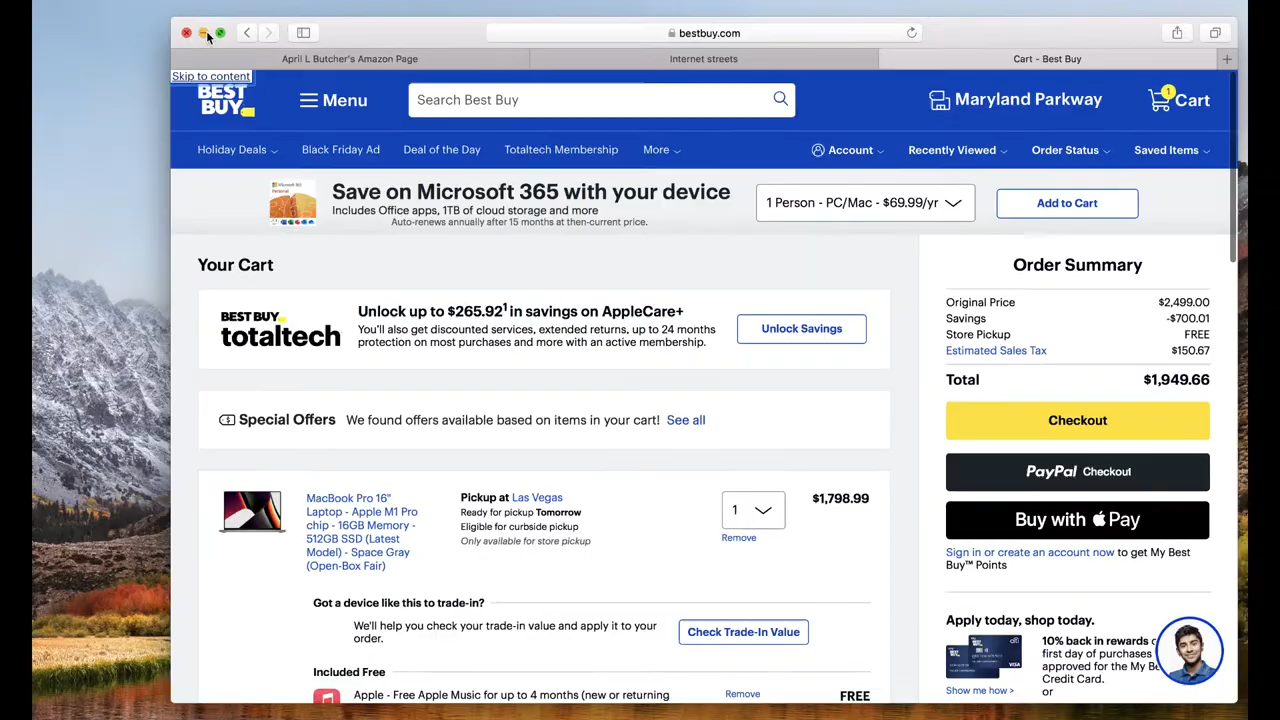 bestbuy.com
April L Butcher's Amazon Page
Internet streets
Cart - Best Buy
Skip to content
BEST BUY
Menu
Search Best Buy
Maryland Parkway
1
Cart
Holiday Deals
Black Friday Ad
Deal of the Day
Totaltech Membership
More
Account
Recently Viewed
Order Status
Saved Items
Save on Microsoft 365 with your device
Includes Office apps, 1TB of cloud storage and more
Auto-renews annually after 15 months at then-current price.
1 Person - PC/Mac - $69.99/yr
Add to Cart
Your Cart
BEST BUY
totaltech
Unlock up to $265.92¹ in savings on AppleCare+
You'll also get discounted services, extended returns, up to 24 months
protection on most purchases and more with an active membership.
Unlock Savings
Special Offers We found offers available based on items in your cart! See all
MacBook Pro 16"
Laptop - Apple M1 Pro
chip - 16GB Memory -
512GB SSD (Latest
Model) - Space Gray
(Open-Box Fair)
Pickup at Las Vegas
Ready for pickup Tomorrow
Eligible for curbside pickup
Only available for store pickup
1
Remove
$1,798.99
Got a device like this to trade-in?
We'll help you check your trade-in value and apply it to your
order.
Check Trade-In Value
Included Free
Apple - Free Apple Music for up to 4 months (new or returning
Remove
FREE
Order Summary
Original Price $2,499.00
Savings -$700.01
Store Pickup FREE
Estimated Sales Tax $150.67
Total $1,949.66
Checkout
PayPal Checkout
Buy with Pay
Sign in or create an account now to get My Best
Buy™ Points
Apply today, shop today.
10% back in rewards
first day of purchases
approved for the My Be
Credit Card.
or
Show me how >